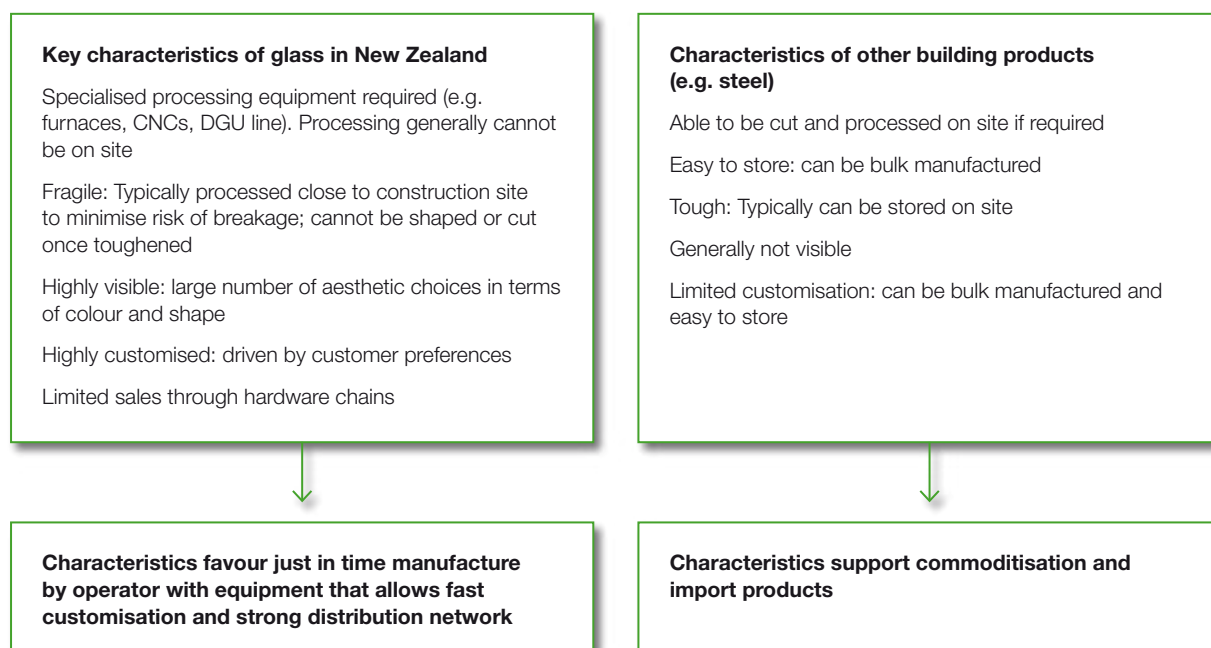 Key characteristics of glass in New Zealand
Specialised processing equipment required (e.g.
furnaces, CNCs, DGU line). Processing generally cannot
be on site
Fragile: Typically processed close to construction site
to minimise risk of breakage; cannot be shaped or cut
once toughened
Highly visible: large number of aesthetic choices in terms
of colour and shape
Highly customised: driven by customer preferences
Limited sales through hardware chains
Characteristics of other building products
(e.g. steel)
Able to be cut and processed on site if required
Easy to store: can be bulk manufactured
Tough: Typically can be stored on site
Generally not visible
Limited customisation: can be bulk manufactured and
easy to store
Characteristics favour just in time manufacture
by operator with equipment that allows fast
customisation and strong distribution network
Characteristics support commoditisation and
import products